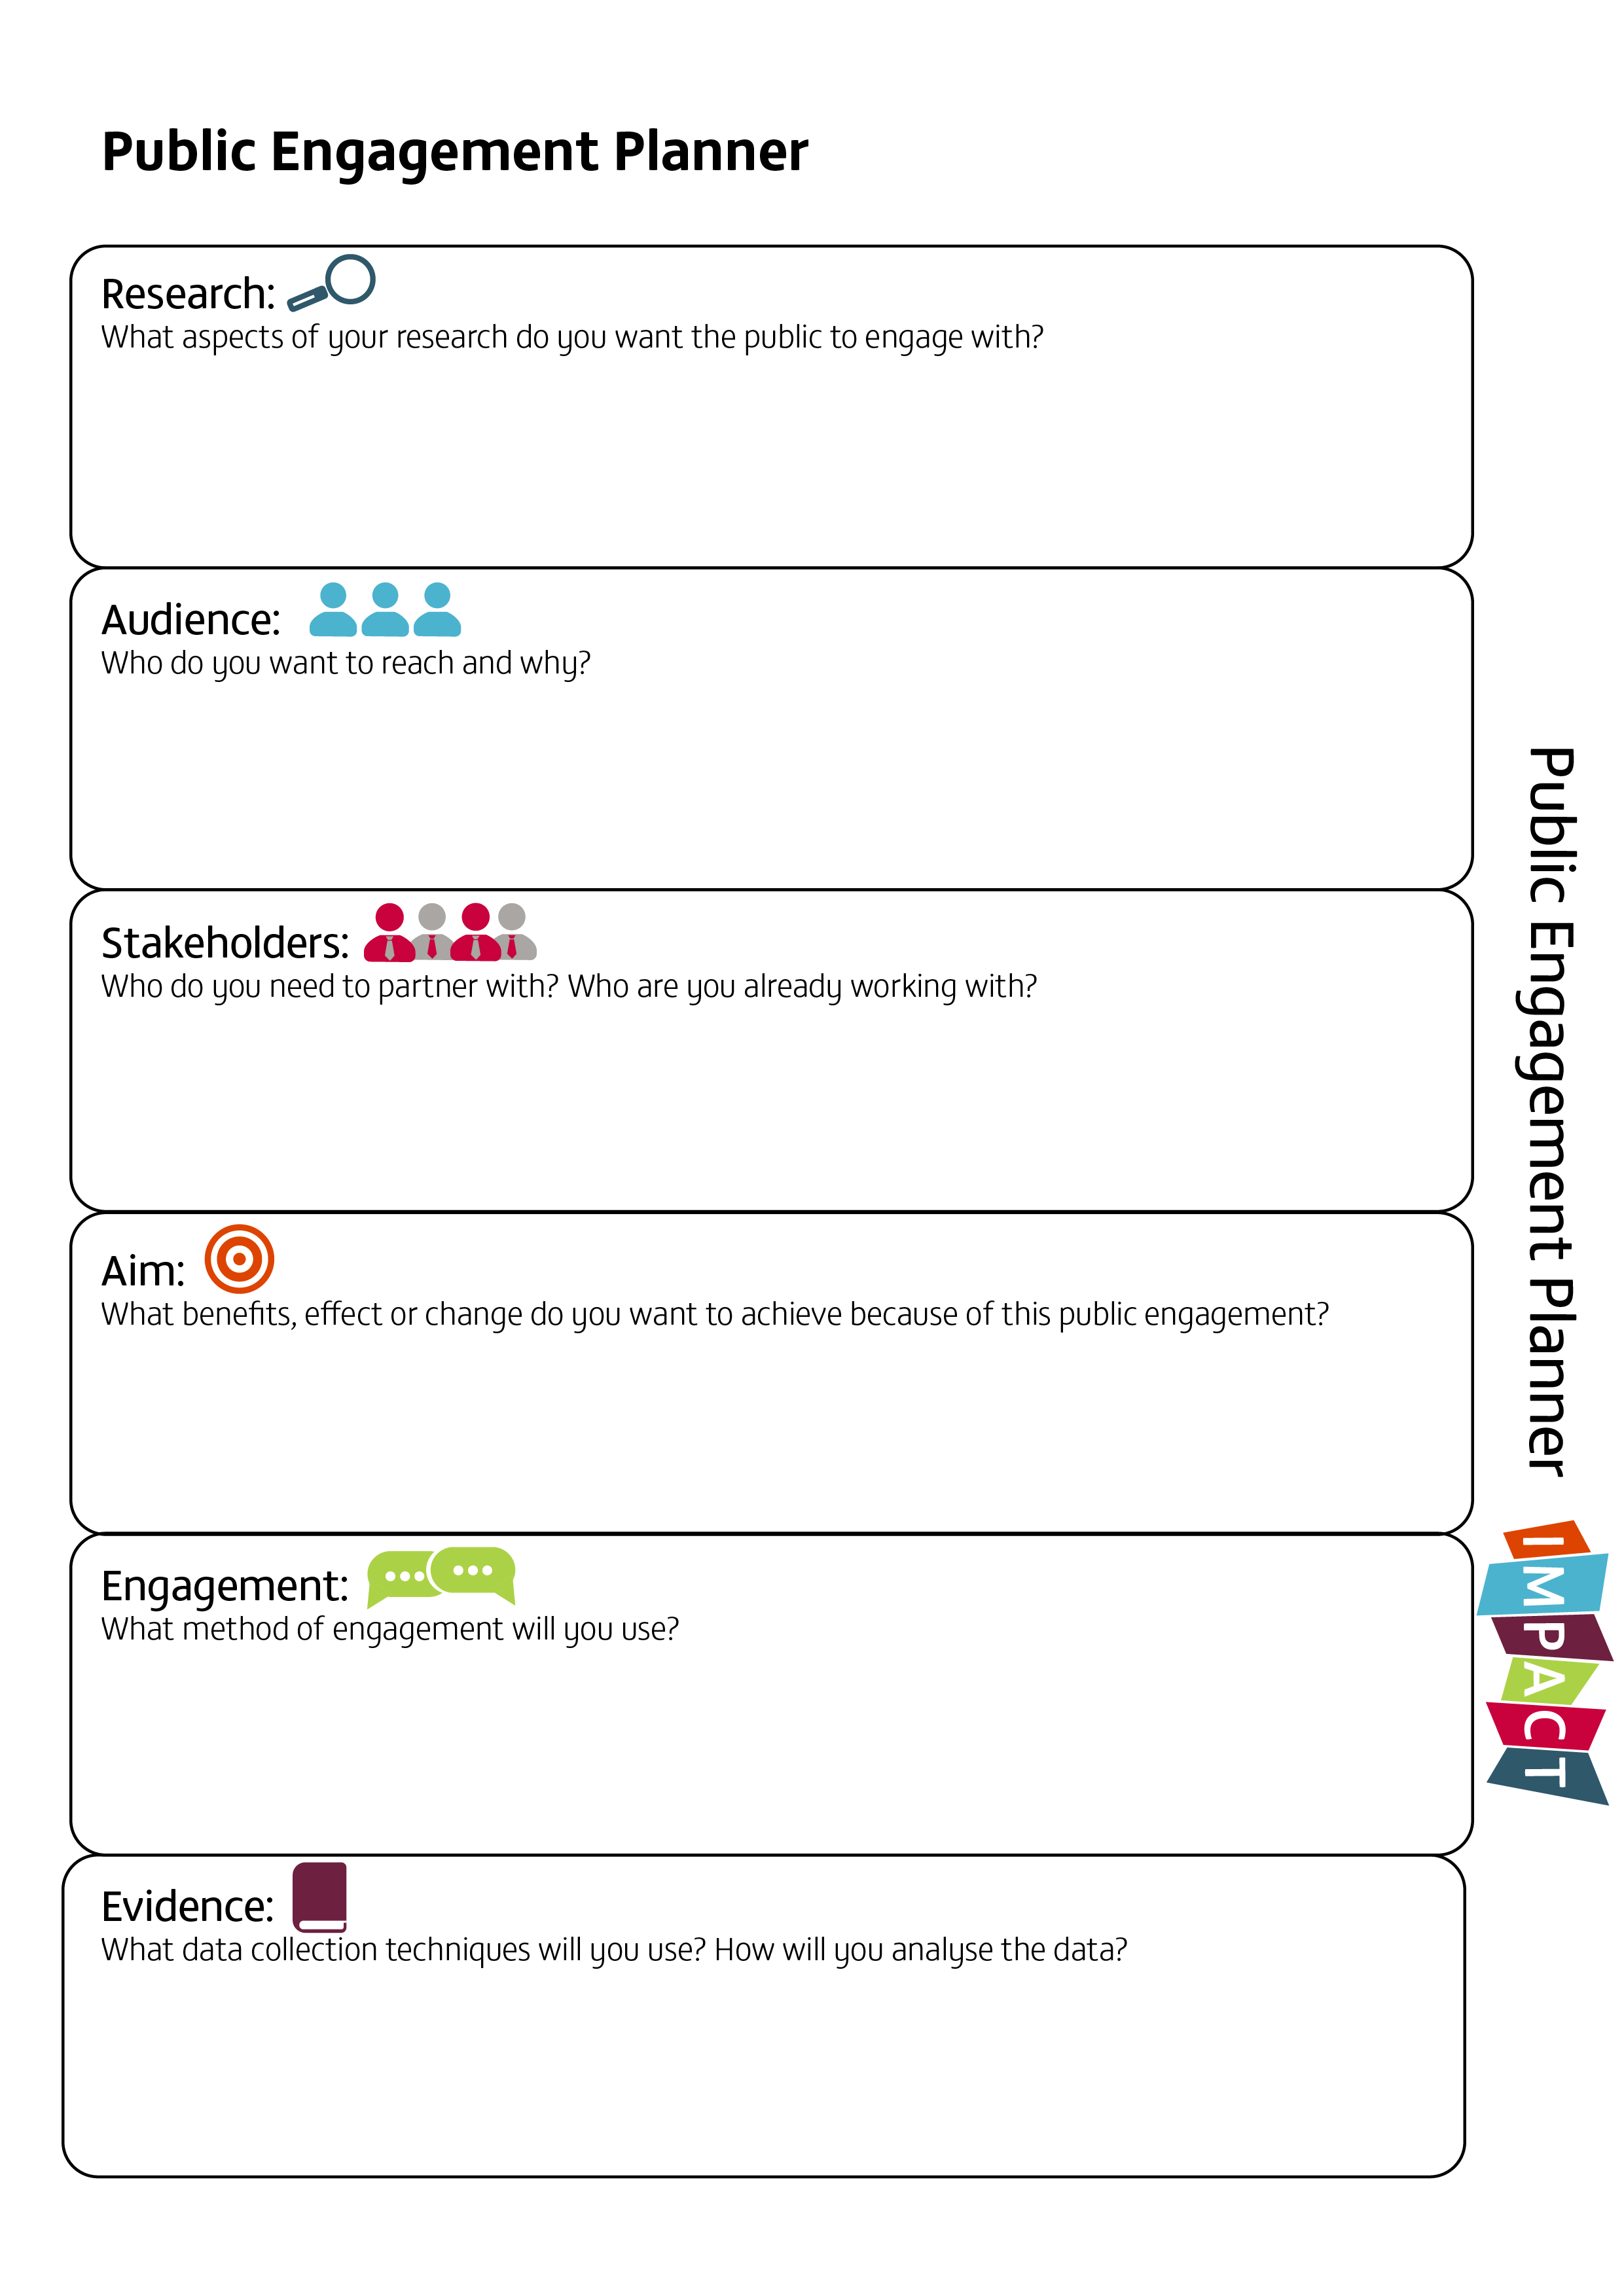 Public Engagement Planner
Research:
What aspects of your research do you want the public to engage with?
Audience:
Who do you want to reach and why?
Stakeholders:
Who do you need to partner with? Who are you already working with?
Aim:
What benefits, effect or change do you want to achieve because of this public engagement?
Engagement:
What method of engagement will you use?
Evidence:
What data collection techniques will you use? How will you analyse the data?
Public Engagement Planner
IMPACT